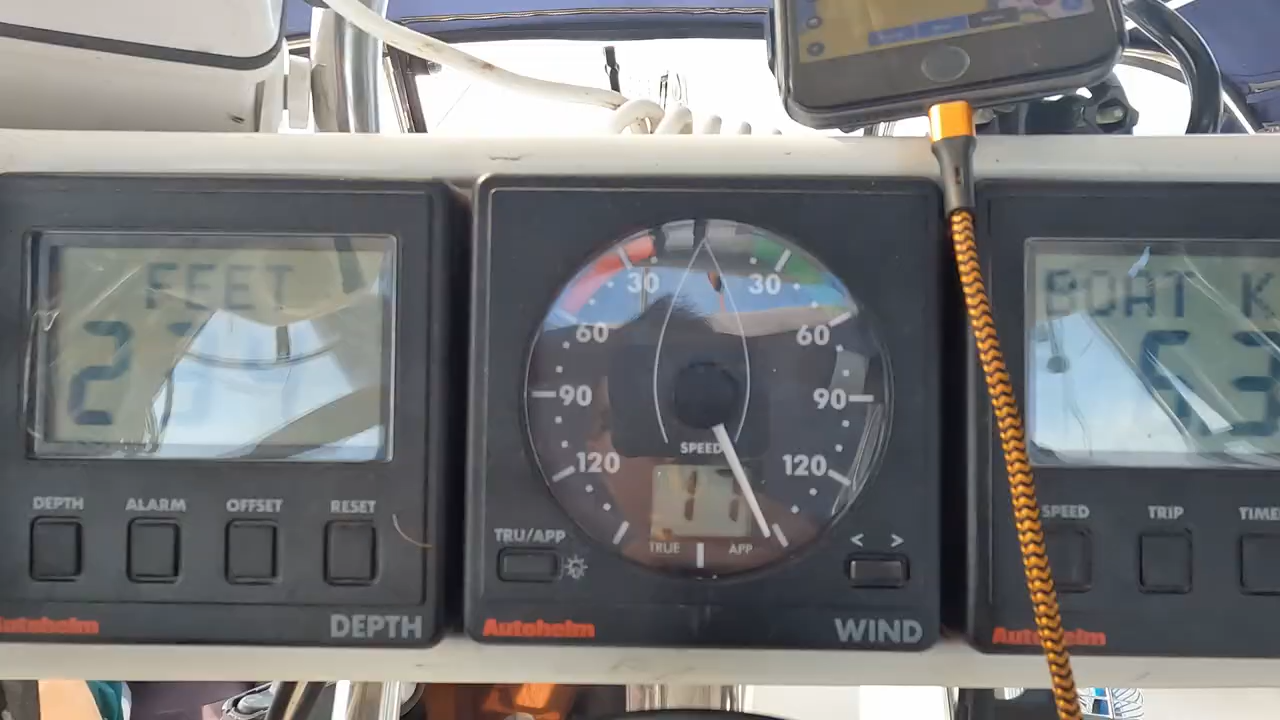 FEET
2
DEPTH ALARM OFFSET RESET
Autohelm DEPTH
30 30
60 60
90 90
120 120
SPEED
TRUE APP
TRU/APP < >
Autohelm WIND
BOAT K
SPEED TRIP TIME
Autohelm